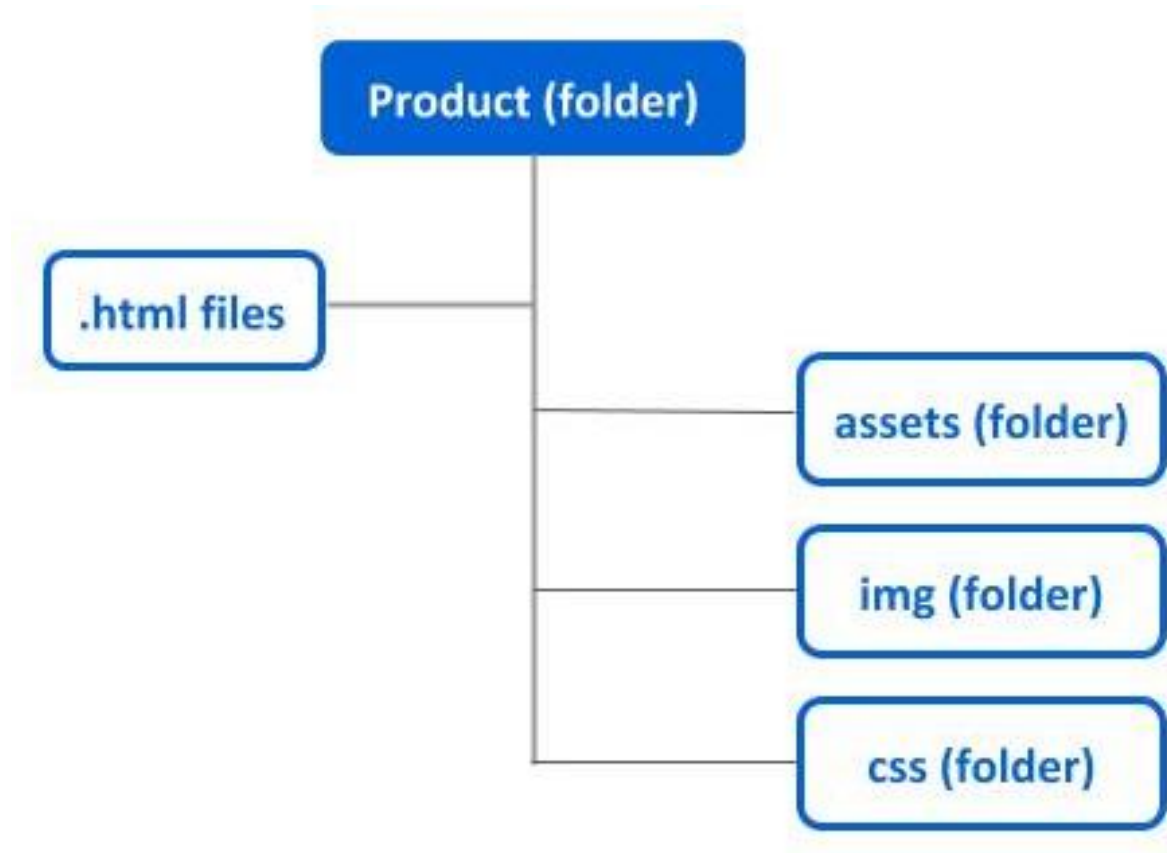 Product (folder)
.html files
assets (folder)
img (folder)
css (folder)